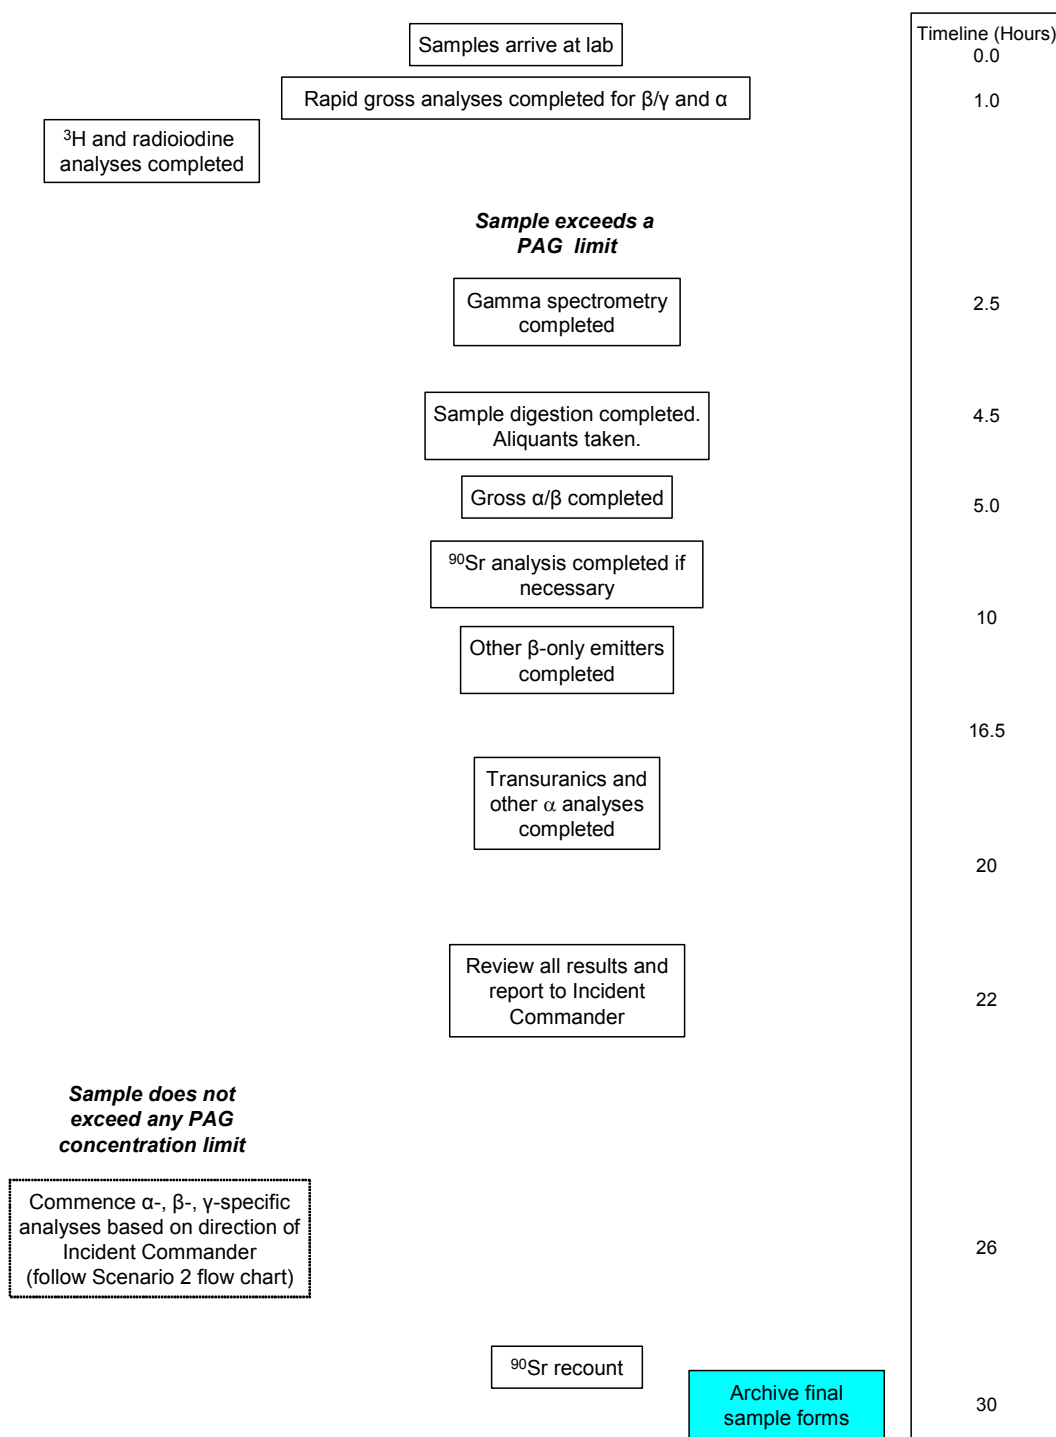 Samples arrive at lab
Timeline (Hours)
0.0
Rapid gross analyses completed for β/γ and α
1.0
³H and radioiodine
analyses completed
Sample exceeds a
PAG limit
Gamma spectrometry
completed
2.5
Sample digestion completed.
Aliquants taken.
4.5
Gross α/β completed
5.0
⁹⁰Sr analysis completed if
necessary
10
Other β-only emitters
completed
16.5
Transuranics and
other α analyses
completed
20
Review all results and
report to Incident
Commander
22
Sample does not
exceed any PAG
concentration limit
Commence α-, β-, γ-specific
analyses based on direction of
Incident Commander
(follow Scenario 2 flow chart)
26
⁹⁰Sr recount
Archive final
sample forms
30